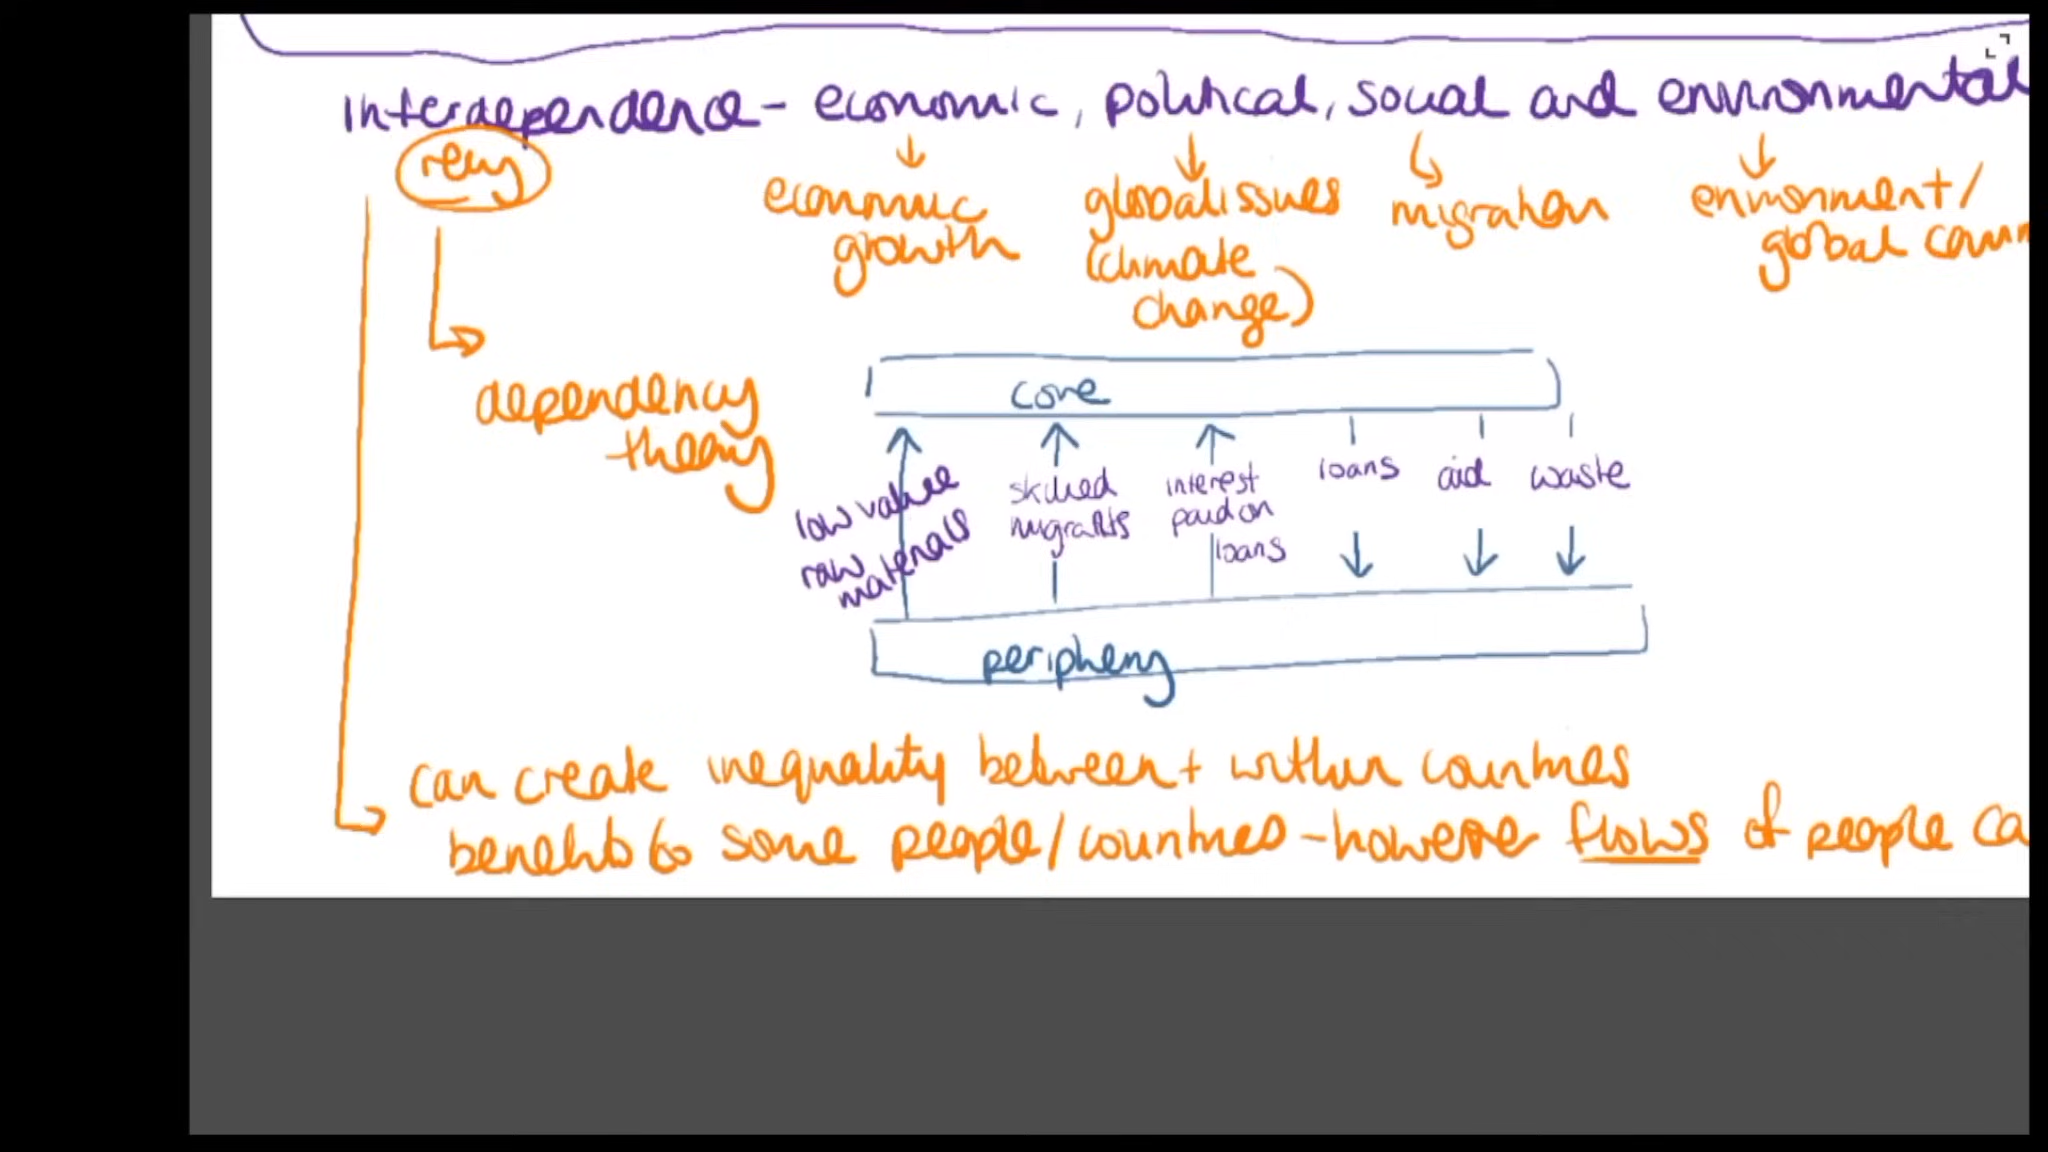 interdependence - economic, political, social and environmental
rely
economic growth
global issues (climate change)
migration
environment/ global
dependency theory
core
low value raw materials
skilled migrants
interest paid on loans
loans
aid
waste
periphery
can create inequality between + within countries
benefits to some people/countries - however flows of people ca